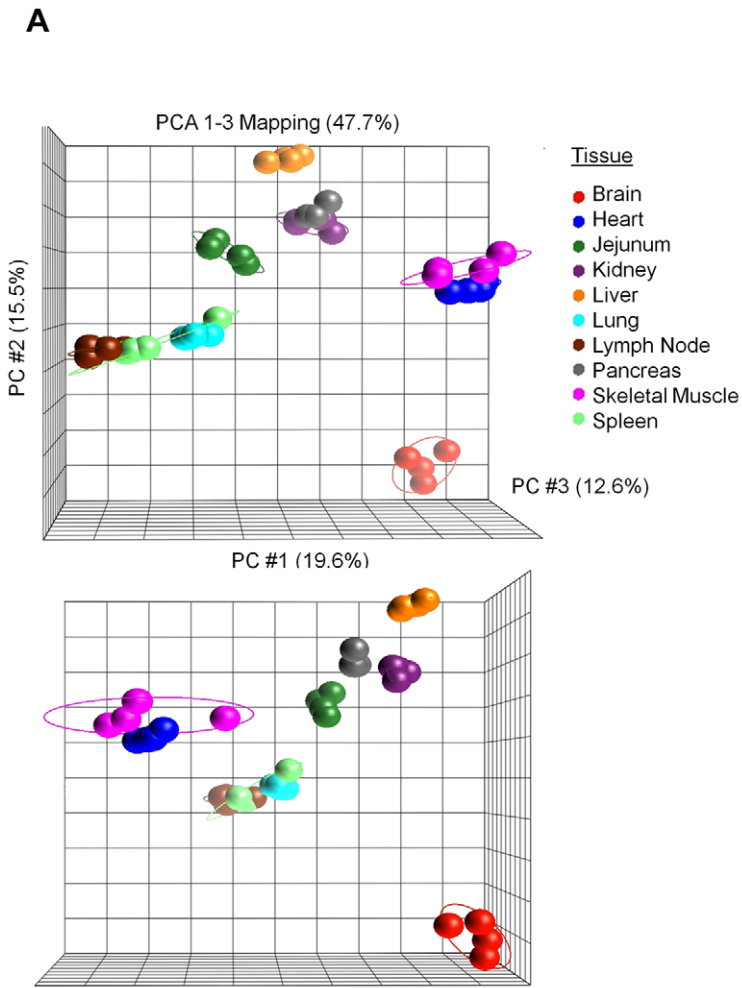 A
PCA 1-3 Mapping (47.7%)
Tissue
Brain
Heart
Jejunum
Kidney
Liver
Lung
Lymph Node
Pancreas
Skeletal Muscle
Spleen
PC #2 (15.5%)
PC #3 (12.6%)
PC #1 (19.6%)